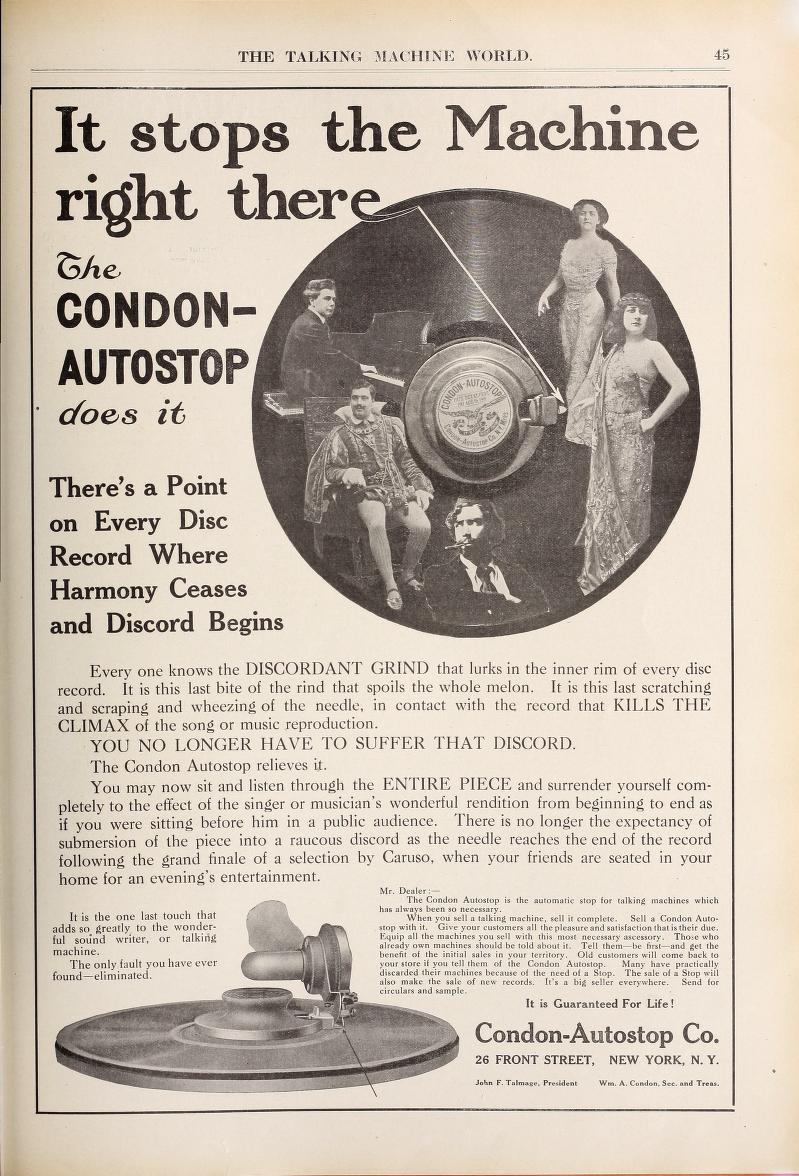 THE TALKING MACHINE WORLD.
45
It stops the Machine
right there
The
CONDON-
AUTOSTOP
does it
CONDON-AUTOSTOP
There's a Point
on Every Disc
Record Where
Harmony Ceases
and Discord Begins
Every one knows the DISCORDANT GRIND that lurks in the inner rim of every disc
record. It is this last bite of the rind that spoils the whole melon. It is this last scratching
and scraping and wheezing of the needle, in contact with the record that KILLS THE
CLIMAX of the song or music reproduction.
YOU NO LONGER HAVE TO SUFFER THAT DISCORD.
The Condon Autostop relieves it.
You may now sit and listen through the ENTIRE PIECE and surrender yourself com-
pletely to the effect of the singer or musician's wonderful rendition from beginning to end as
if you were sitting before him in a public audience. There is no longer the expectancy of
submersion of the piece into a raucous discord as the needle reaches the end of the record
following the grand finale of a selection by Caruso, when your friends are seated in your
home for an evening's entertainment.
It is the one last touch that
adds so greatly to the wonder-
ful sound writer, or talking
machine.
The only fault you have ever
found—eliminated.
Mr. Dealer:—
The Condon Autostop is the automatic stop for talking machines which
has always been so necessary.
When you sell a talking machine, sell it complete. Sell a Condon Auto-
stop with it. Give your customers all the pleasure and satisfaction that is their due.
Equip all the machines you sell with this most necessary ascessory. Those who
already own machines should be told about it. Tell them—be first—and get the
benefit of the initial sales in your territory. Old customers will come back to
your store if you tell them of the Condon Autostop. Many have practically
discarded their machines because of the need of a Stop. The sale of a Stop will
also make the sale of new records. It's a big seller everywhere. Send for
circulars and sample.
It is Guaranteed For Life!
Condon-Autostop Co.
26 FRONT STREET, NEW YORK, N. Y.
John F. Talmage, President Wm. A. Condon, Sec. and Treas.